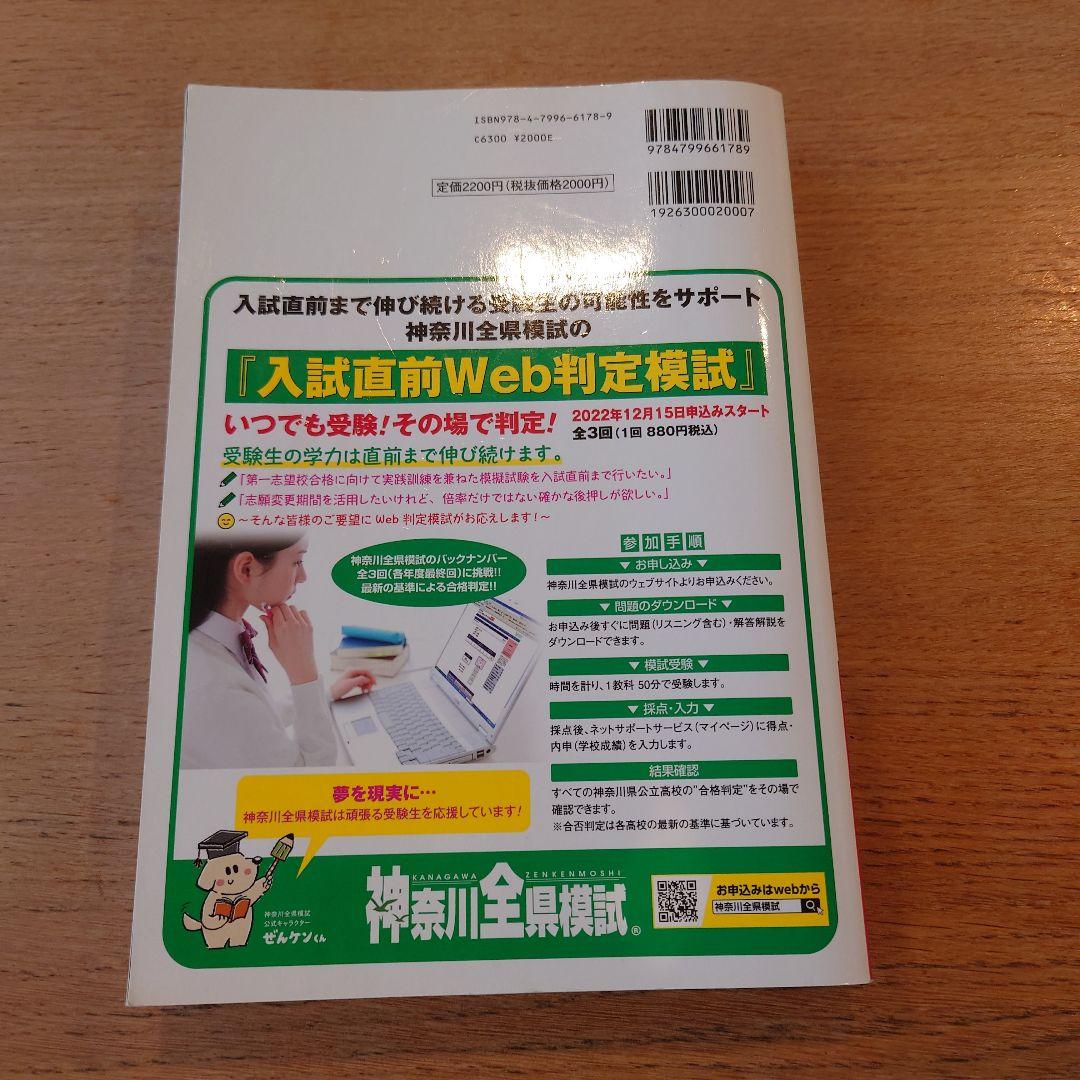 ISBN978-4-7996-6178-9
C6300 ¥2000E
9784799661789
定価2200円(税抜価格2000円)
1926300020007
入試直前まで伸び続ける受験生の可能性をサポート
神奈川全県模試の
『入試直前Web判定模試』
いつでも受験!その場で判定!
2022年12月15日申込みスタート
全3回(1回 880円税込)
受験生の学力は直前まで伸び続けます。
「第一志望校合格に向けて実践訓練を兼ねた模擬試験を入試直前まで行いたい。」
「志願変更期間を活用したいけれど、倍率だけではない確かな後押しが欲しい。」
～そんな皆様のご要望に Web 判定模試がお応えします!～
神奈川全県模試のバックナンバー
全3回(各年度最終回)に挑戦!!
最新の基準による合格判定!!
参加手順
▼ お申し込み ▼
神奈川全県模試のウェブサイトよりお申込みください。
▼ 問題のダウンロード ▼
お申込み後すぐに問題(リスニング含む)・解答解説を
ダウンロードできます。
▼ 模試受験 ▼
時間を計り、1教科 50分で受験します。
▼ 採点・入力 ▼
採点後、ネットサポートサービス(マイページ)に得点・
内申(学校成績)を入力します。
結果確認
すべての神奈川県公立高校の"合格判定"をその場で
確認できます。
※合否判定は各高校の最新の基準に基づいています。
夢を現実に…
神奈川全県模試は頑張る受験生を応援しています!
神奈川全県模試
公式キャラクター
ぜんケンくん
KANAGAWA ZENKENMOSHI
神奈川全県模試®
お申込みはwebから
神奈川全県模試